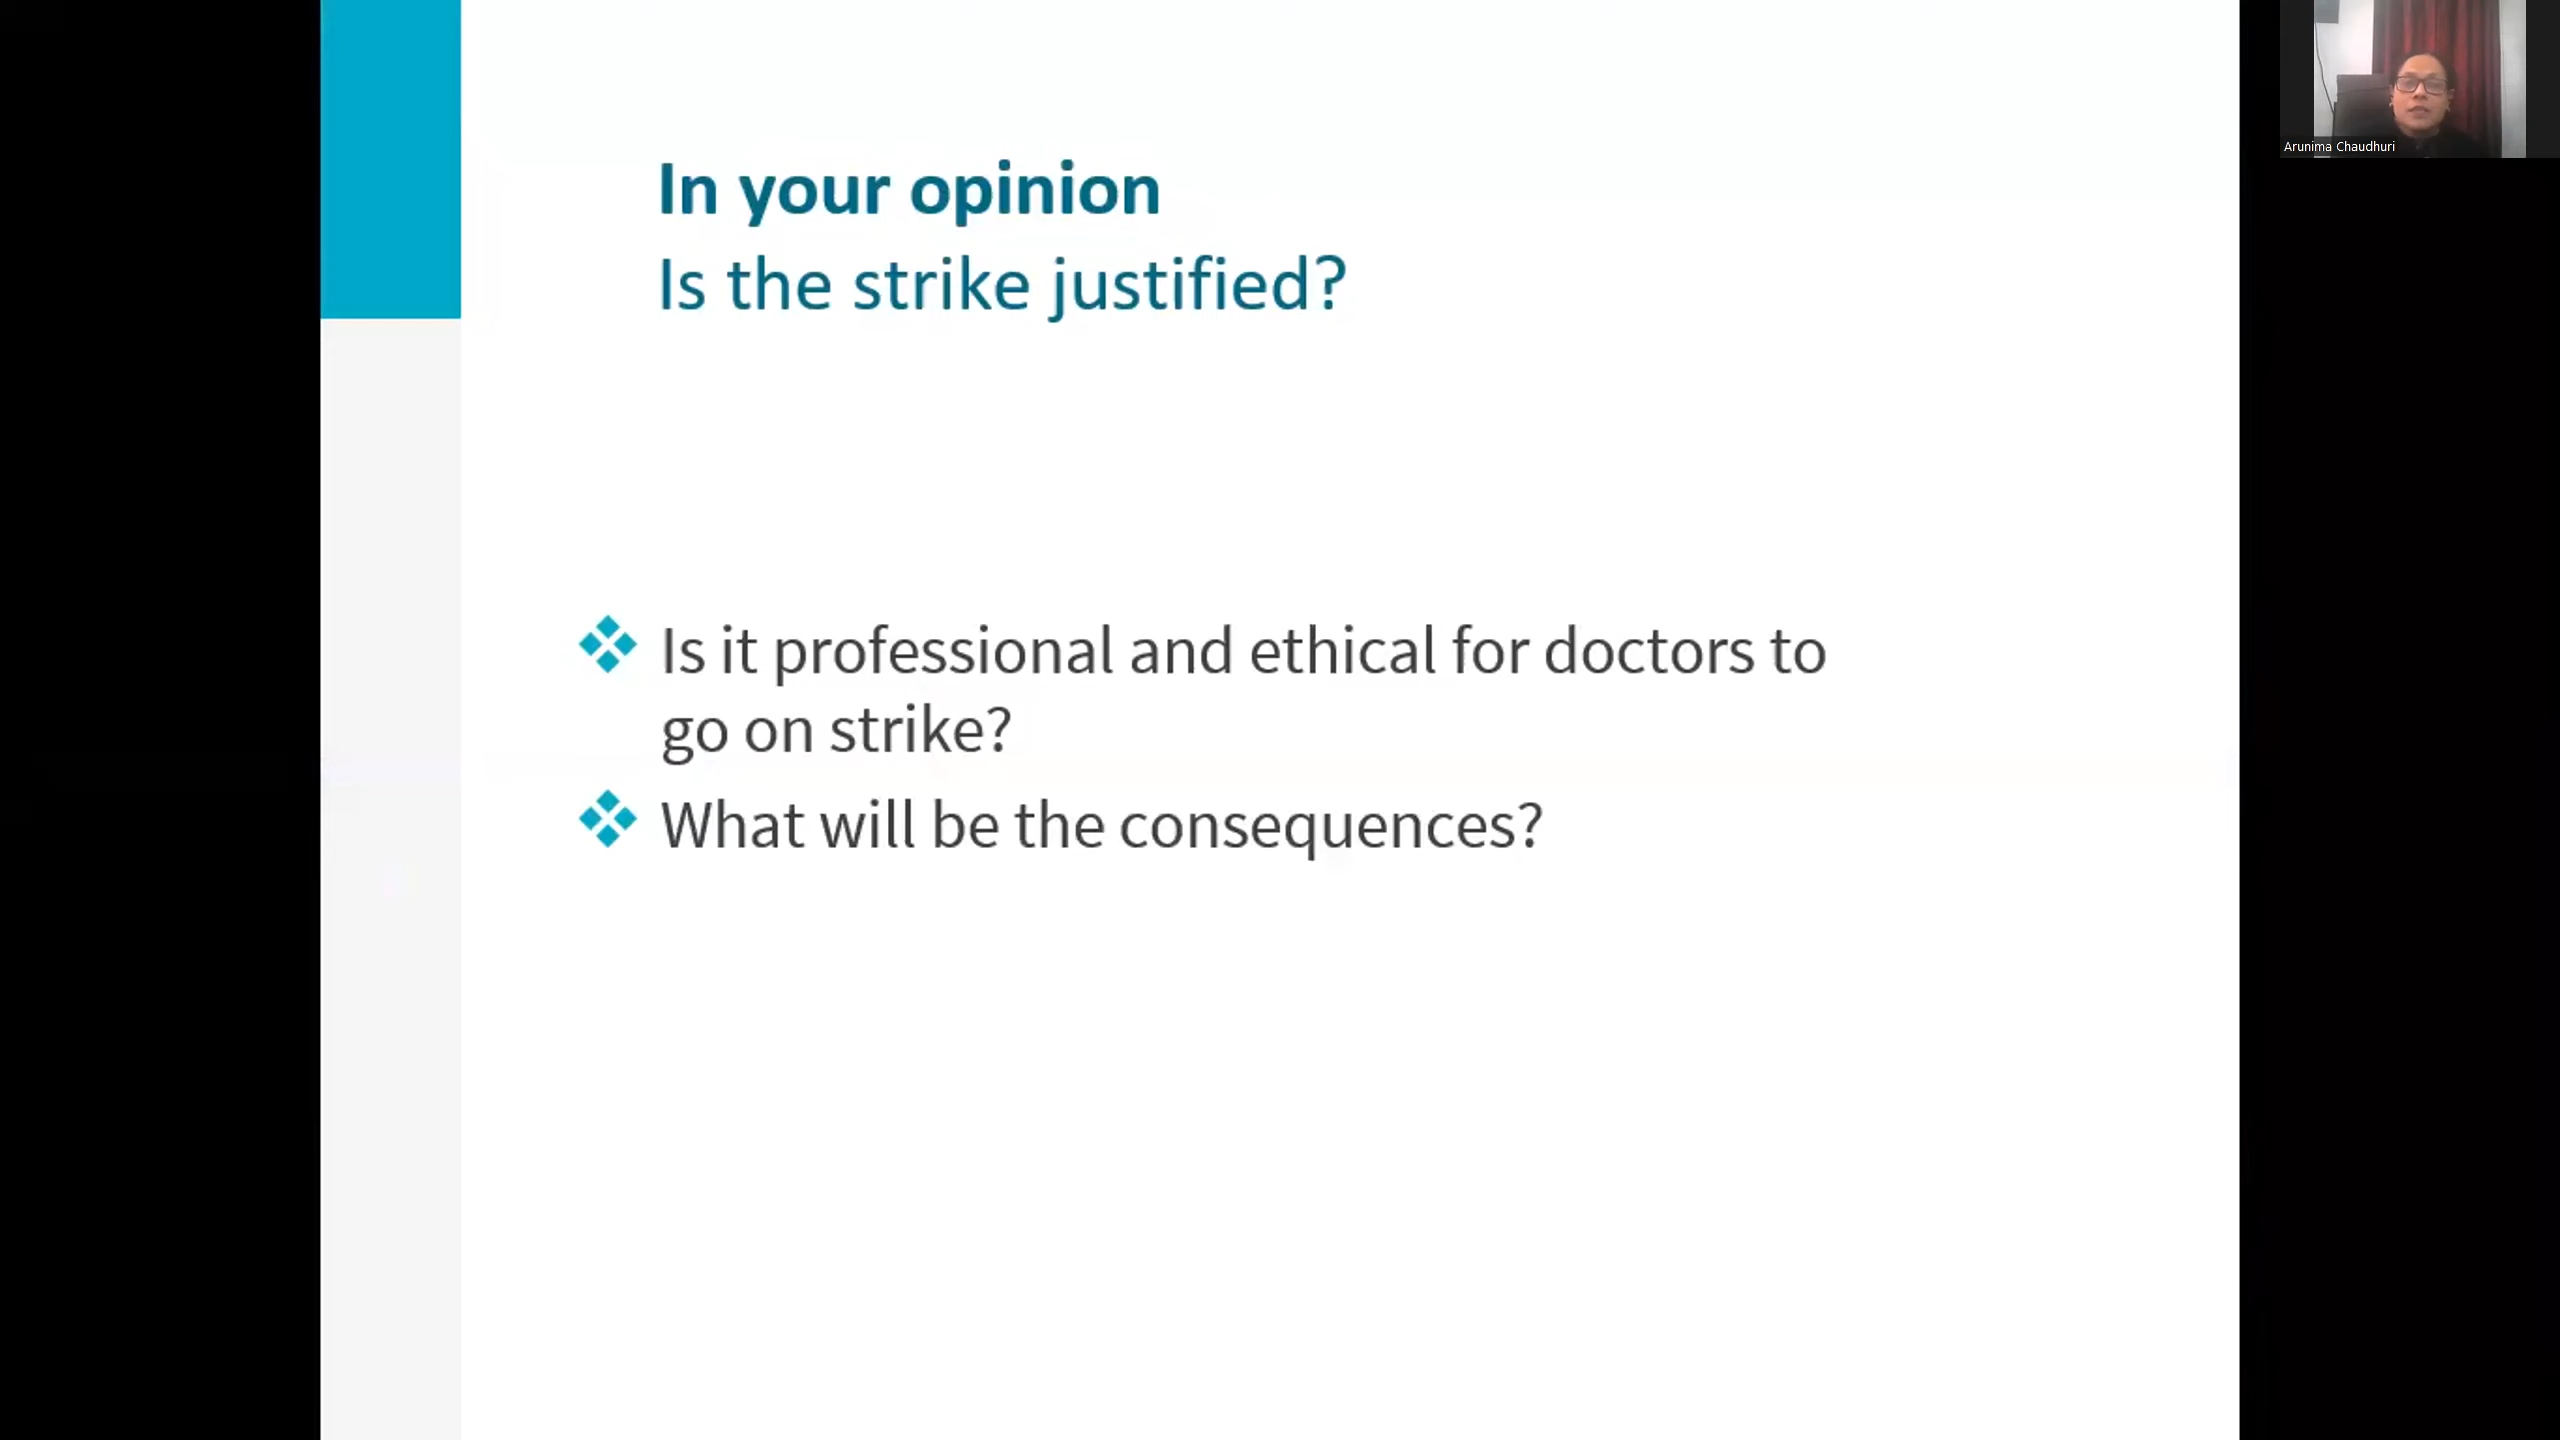 In your opinion
Is the strike justified?
Is it professional and ethical for doctors to
go on strike?
What will be the consequences?
Arunima Chaudhuri